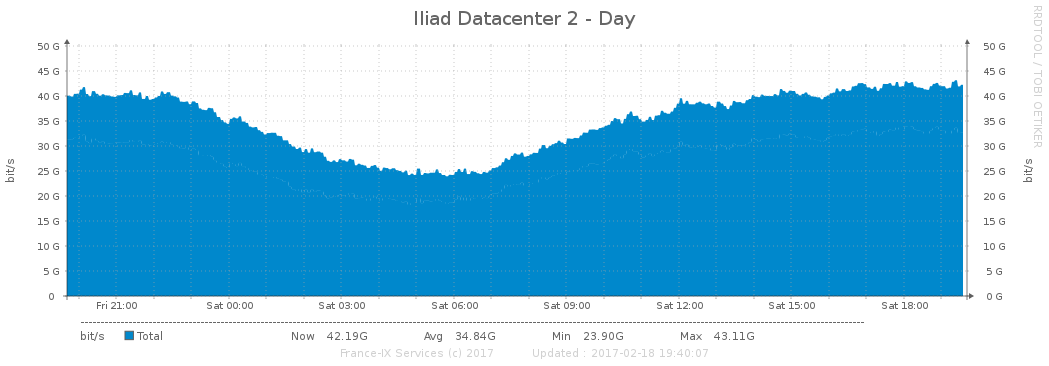 Iliad Datacenter 2 - Day
RRDTOOL / TOBI OETIKER
bit/s
50 G 50 G
45 G 45 G
40 G 40 G
35 G 35 G
30 G 30 G
25 G 25 G
20 G 20 G
15 G 15 G
10 G 10 G
5 G 5 G
0 0 G
bit/s
Fri 21:00 Sat 00:00 Sat 03:00 Sat 06:00 Sat 09:00 Sat 12:00 Sat 15:00 Sat 18:00
bit/s Total Now 42.19G Avg 34.84G Min 23.90G Max 43.11G
France-IX Services (c) 2017 Updated : 2017-02-18 19:40:07